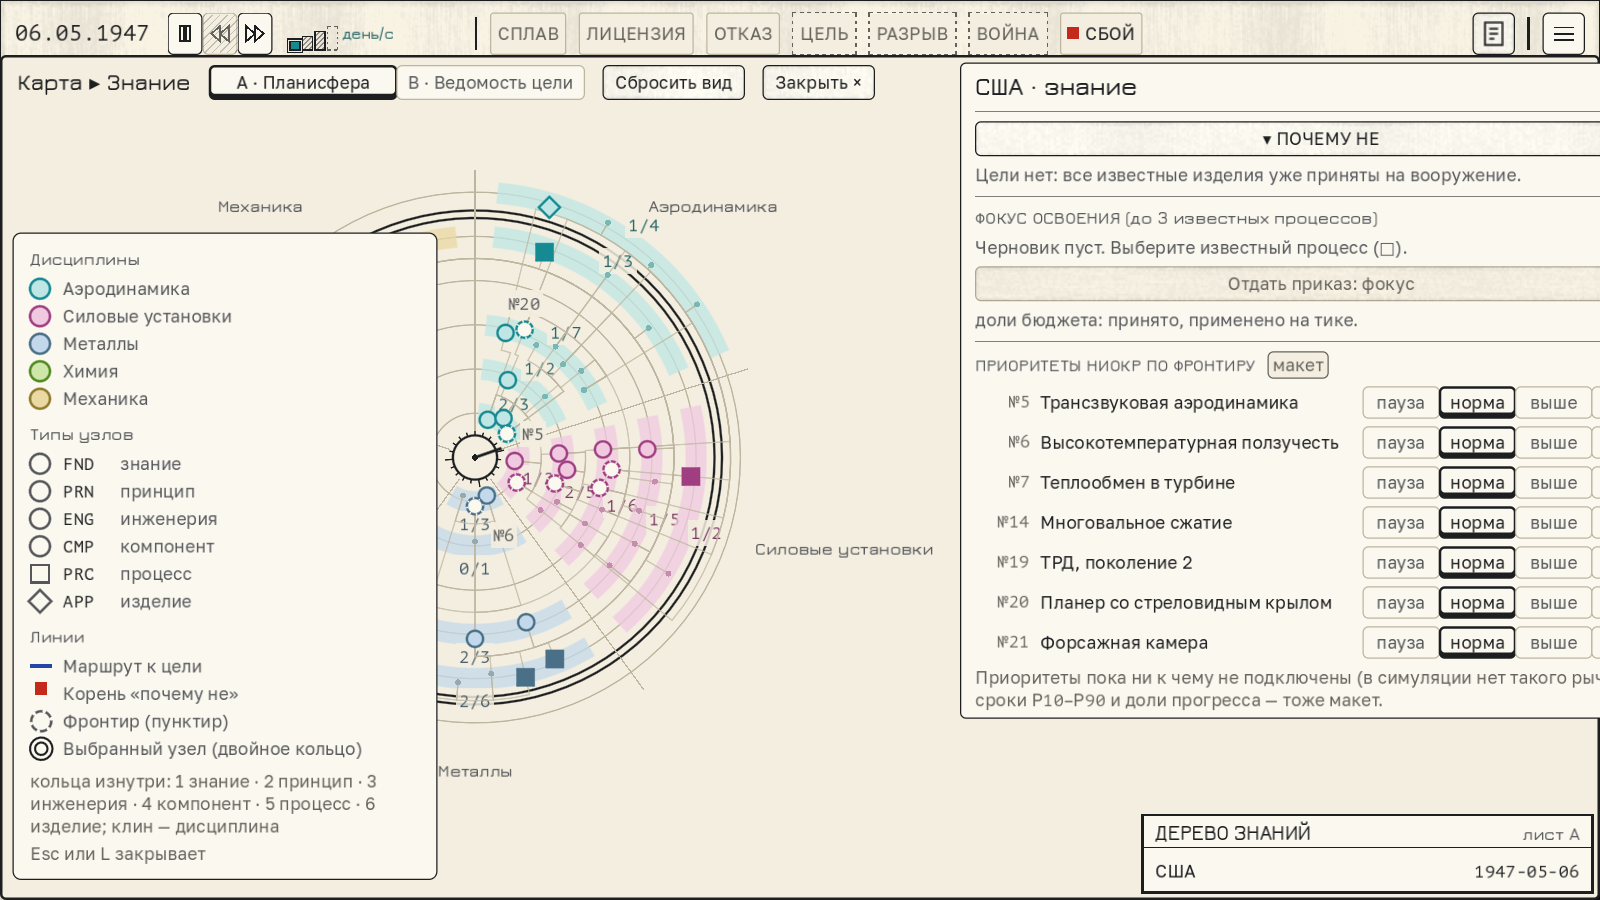 06.05.1947
день/с
СПЛАВ
ЛИЦЕНЗИЯ
ОТКАЗ
ЦЕЛЬ
РАЗРЫВ
ВОЙНА
СБОЙ
Карта ▸ Знание
А · Планисфера
В · Ведомость цели
Сбросить вид
Закрыть ×
Механика
Аэродинамика
1/4
1/3
№20
1/7
1/2
2/3
№5
1/2
2/5
1/6
1/5
1/2
1/3
№6
0/1
Силовые установки
2/3
2/6
Металлы
Дисциплины
Аэродинамика
Силовые установки
Металлы
Химия
Механика
Типы узлов
FND знание
PRN принцип
ENG инженерия
CMP компонент
PRC процесс
APP изделие
Линии
Маршрут к цели
Корень «почему не»
Фронтир (пунктир)
Выбранный узел (двойное кольцо)
кольца изнутри: 1 знание · 2 принцип · 3
инженерия · 4 компонент · 5 процесс · 6
изделие; клин — дисциплина
Esc или L закрывает
США · знание
▾ ПОЧЕМУ НЕ
Цели нет: все известные изделия уже приняты на вооружение.
ФОКУС ОСВОЕНИЯ (до 3 известных процессов)
Черновик пуст. Выберите известный процесс (□).
Отдать приказ: фокус
доли бюджета: принято, применено на тике.
ПРИОРИТЕТЫ НИОКР ПО ФРОНТИРУ макет
№5 Трансзвуковая аэродинамика пауза норма выше
№6 Высокотемпературная ползучесть пауза норма выше
№7 Теплообмен в турбине пауза норма выше
№14 Многовальное сжатие пауза норма выше
№19 ТРД, поколение 2 пауза норма выше
№20 Планер со стреловидным крылом пауза норма выше
№21 Форсажная камера пауза норма выше
Приоритеты пока ни к чему не подключены (в симуляции нет такого рыч
сроки P10–P90 и доли прогресса — тоже макет.
ДЕРЕВО ЗНАНИЙ лист А
США 1947-05-06